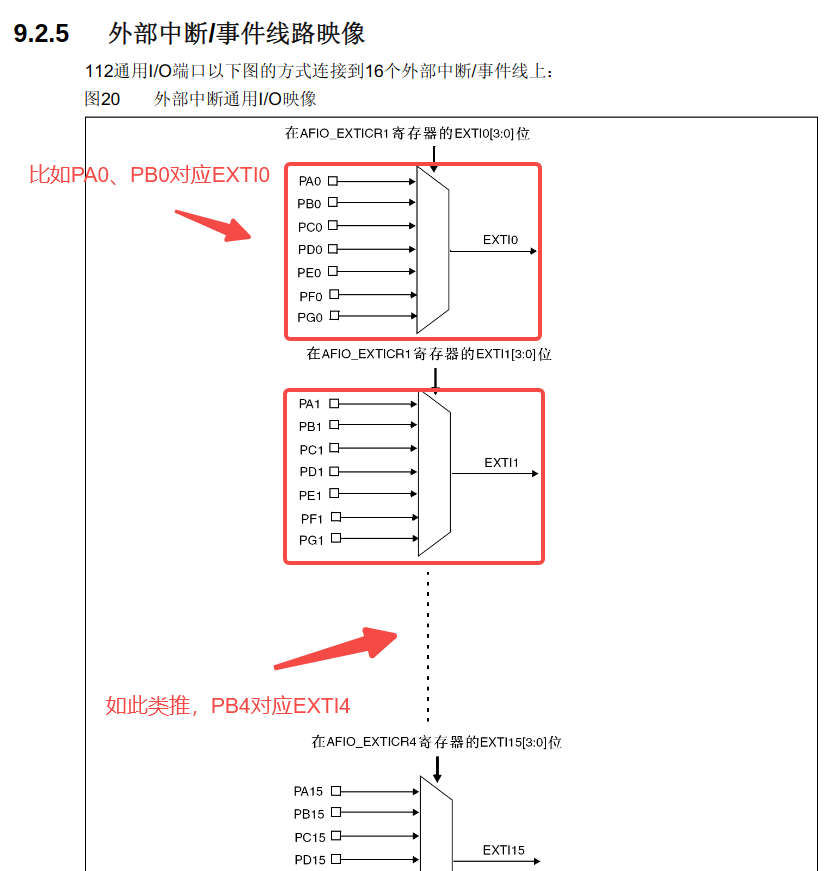 9.2.5 外部中断/事件线路映像
112通用I/O端口以下图的方式连接到16个外部中断/事件线上：
图20 外部中断通用I/O映像
在AFIO_EXTICR1寄存器的EXTI0[3:0]位
比如PA0、PB0对应EXTI0
PA0
PB0
PC0
PD0
PE0
PF0
PG0
EXTI0
在AFIO_EXTICR1寄存器的EXTI1[3:0]位
PA1
PB1
PC1
PD1
PE1
PF1
PG1
EXTI1
如此类推，PB4对应EXTI4
在AFIO_EXTICR4寄存器的EXTI15[3:0]位
PA15
PB15
PC15
PD15
EXTI15